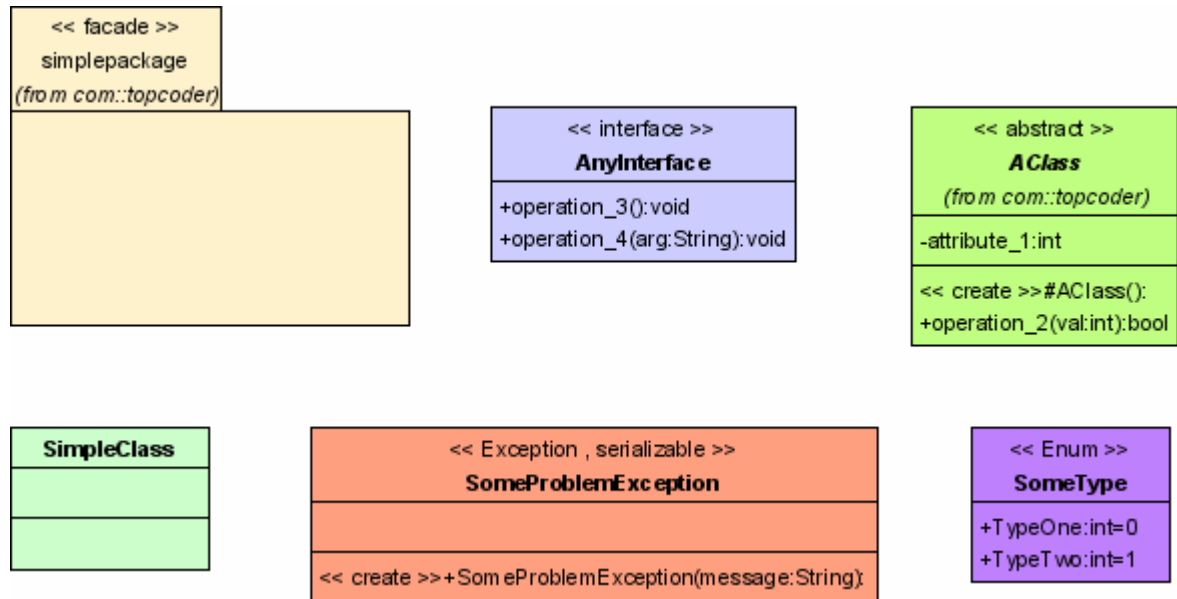 << facade >>
simplepackage
(from com::topcoder)
<< interface >>
AnyInterface
+operation_3():void
+operation_4(arg:String):void
<< abstract >>
AClass
(from com::topcoder)
-attribute_1:int
<< create >>#AClass():
+operation_2(val:int):bool
SimpleClass
<< Exception , serializable >>
SomeProblemException
<< create >>+SomeProblemException(message:String):
<< Enum >>
SomeType
+TypeOne:int=0
+TypeTwo:int=1